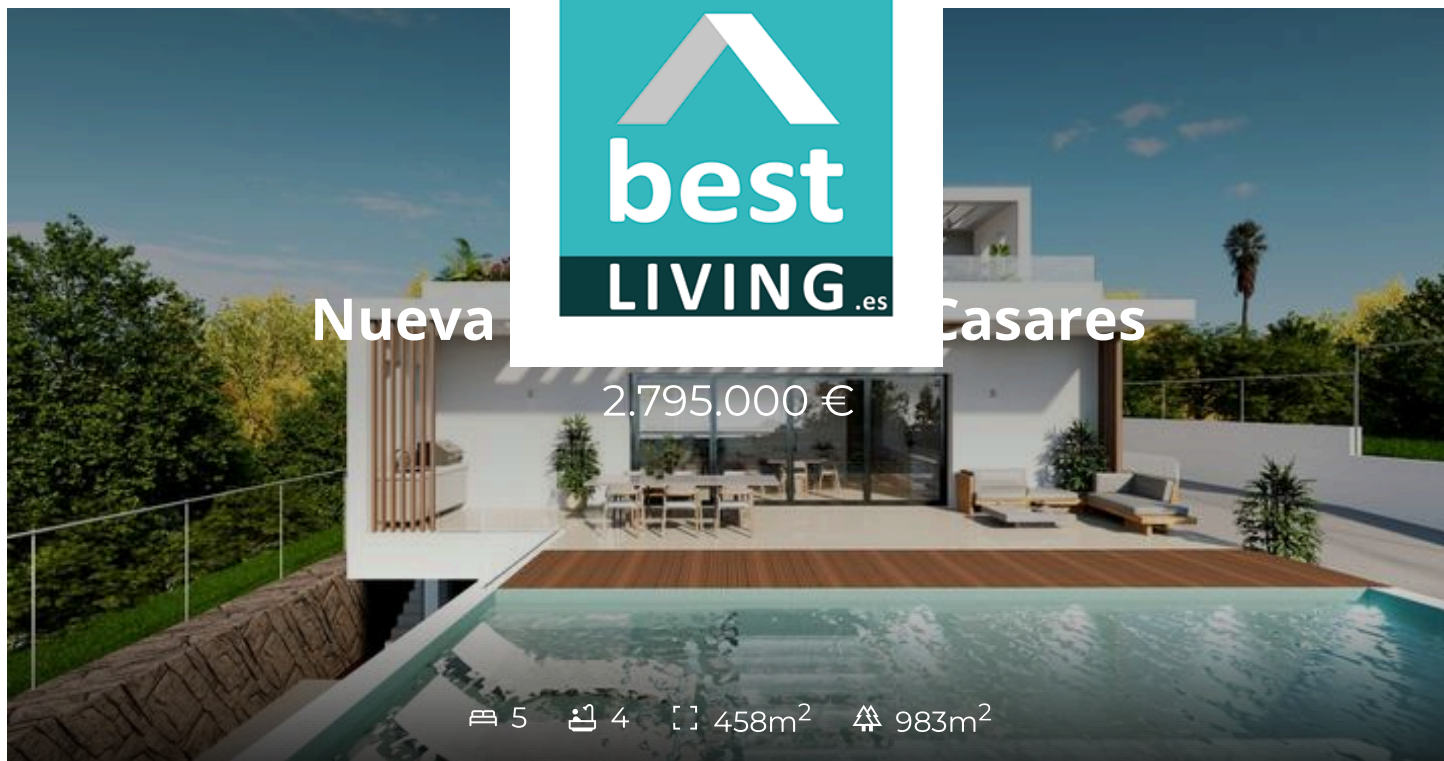 best
LIVING.es
Nueva Casares
2.795.000 €
5 4 458m² 983m²